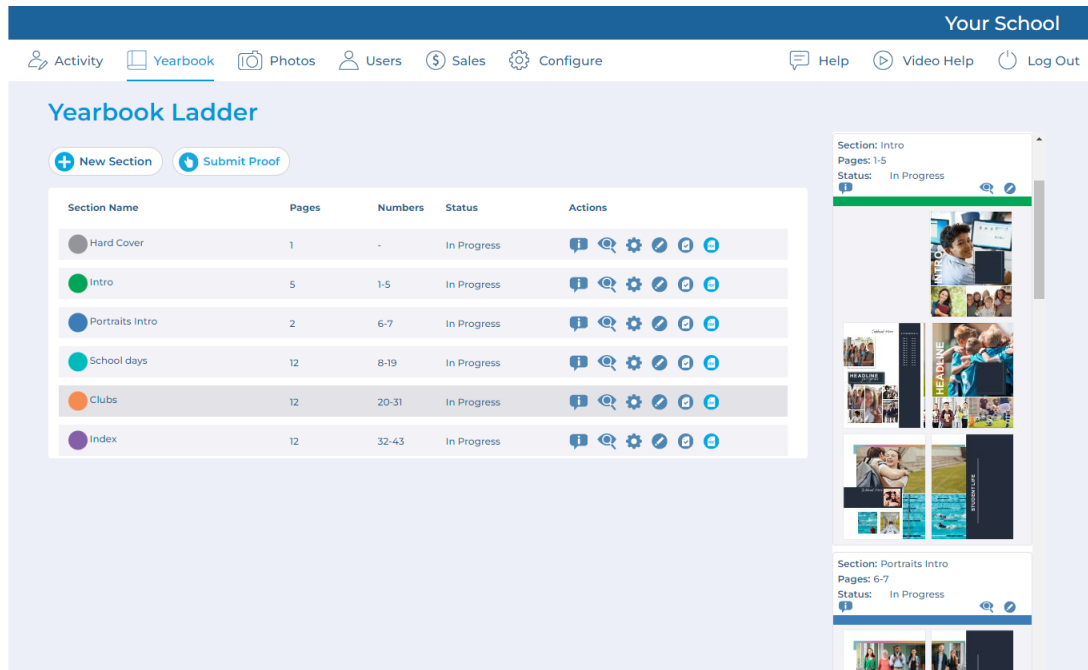 Your School
Activity Yearbook Photos Users Sales Configure Help Video Help Log Out
Yearbook Ladder
New Section Submit Proof
Section Name Pages Numbers Status Actions
Hard Cover 1 - In Progress
Intro 5 1-5 In Progress
Portraits Intro 2 6-7 In Progress
School days 12 8-19 In Progress
Clubs 12 20-31 In Progress
Index 12 32-43 In Progress
Section: Intro
Pages: 1-5
Status: In Progress
INTRO
HEADLINE
HEADLINE
STUDENT LIFE
Section: Portraits Intro
Pages: 6-7
Status: In Progress